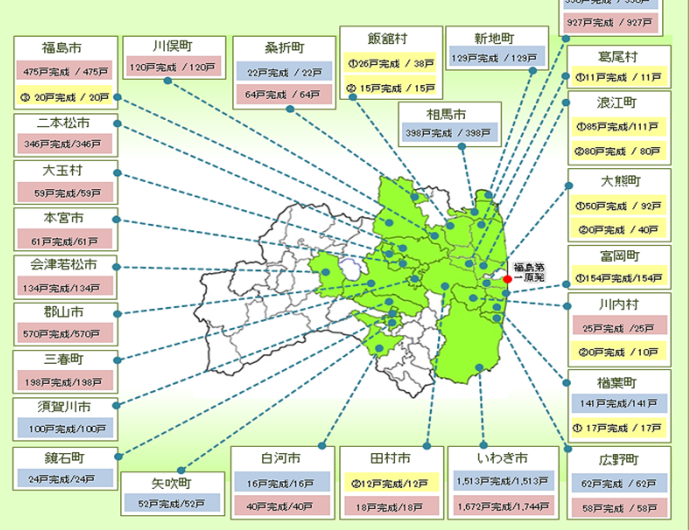 927戸完成 / 927戸
福島市
475戸完成 / 475戸
③ 20戸完成 / 20戸
川俣町
120戸完成 / 120戸
桑折町
22戸完成 / 22戸
64戸完成 / 64戸
飯舘村
①26戸完成 / 38戸
② 15戸完成 / 15戸
新地町
129戸完成 / 129戸
相馬市
398戸完成 / 398戸
葛尾村
①11戸完成 / 11戸
浪江町
①85戸完成/111戸
②80戸完成 / 80戸
大熊町
①50戸完成 / 92戸
②0戸完成 / 40戸
富岡町
①154戸完成/154戸
川内村
25戸完成 /25戸
②0戸完成 / 10戸
楢葉町
141戸完成/141戸
① 17戸完成 / 17戸
広野町
62戸完成 / 62戸
58戸完成 / 58戸
二本松市
346戸完成/346戸
大玉村
59戸完成/59戸
本宮市
61戸完成/61戸
会津若松市
134戸完成/134戸
郡山市
570戸完成/570戸
三春町
198戸完成/198戸
須賀川市
100戸完成/100戸
鏡石町
24戸完成/24戸
矢吹町
52戸完成/52戸
白河市
16戸完成/16戸
40戸完成/40戸
田村市
②12戸完成/12戸
18戸完成/18戸
いわき市
1,513戸完成/1,513戸
1,672戸完成/1,744戸
福島第
一原発